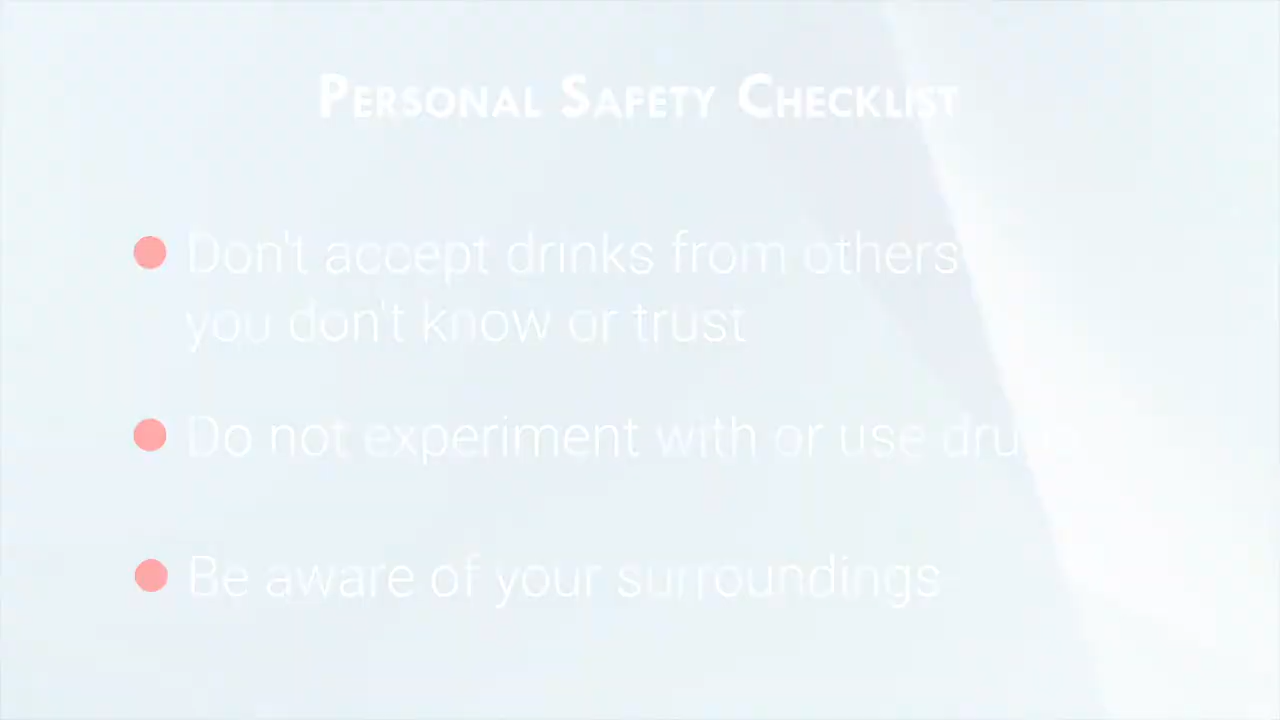 Personal Safety Checklist
Don't accept drinks from others
you don't know or trust
Do not experiment with or use
Be aware of your surroundings